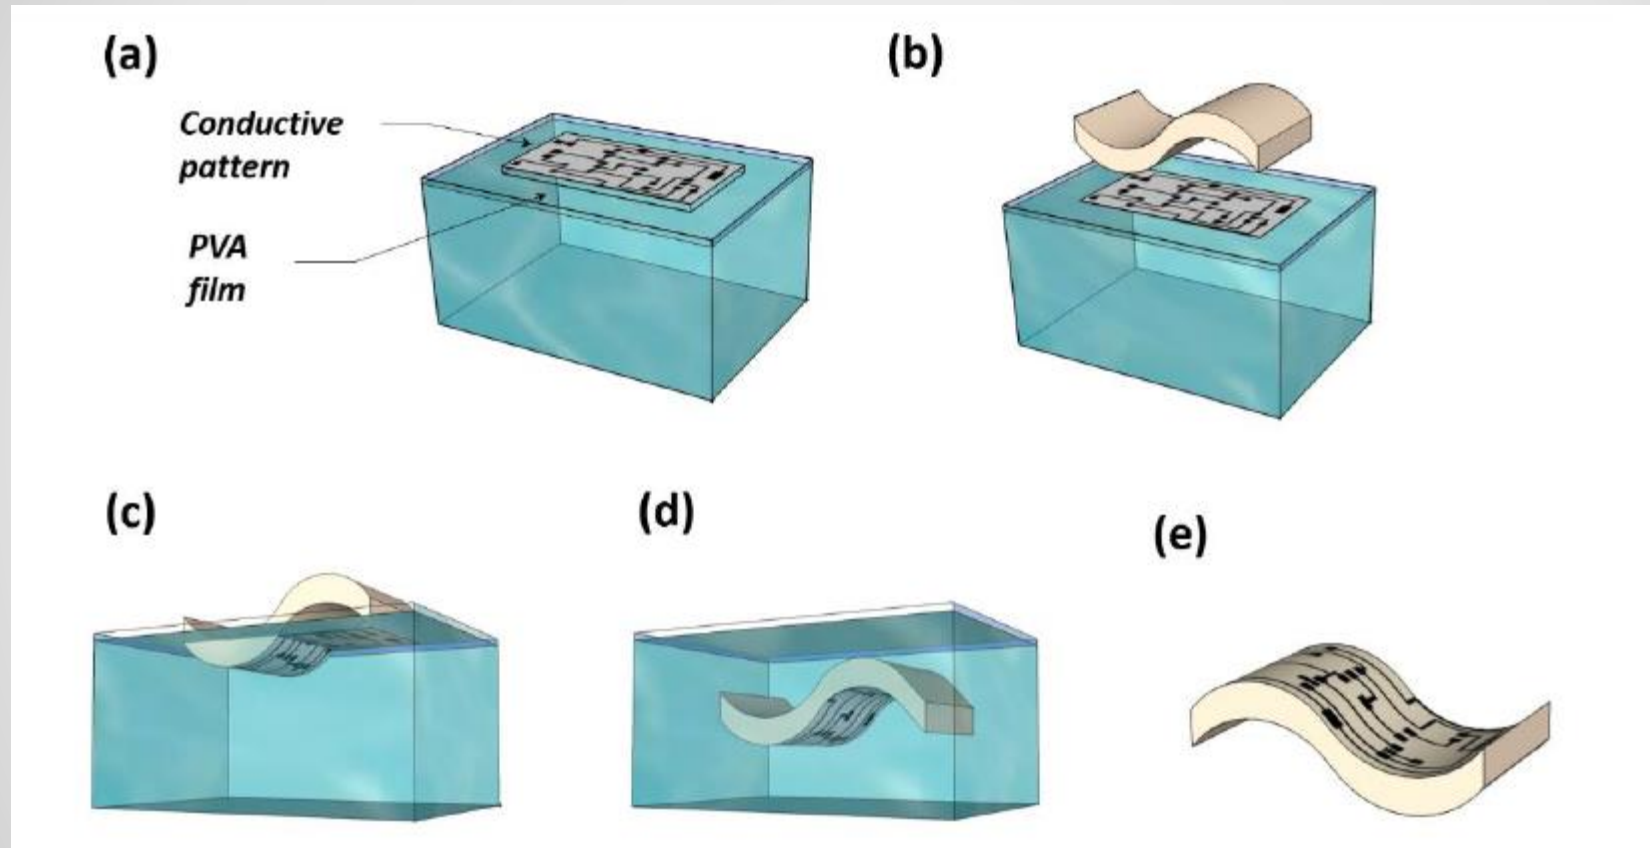 (a)
Conductive
pattern
PVA
film
(b)
(c)
(d)
(e)